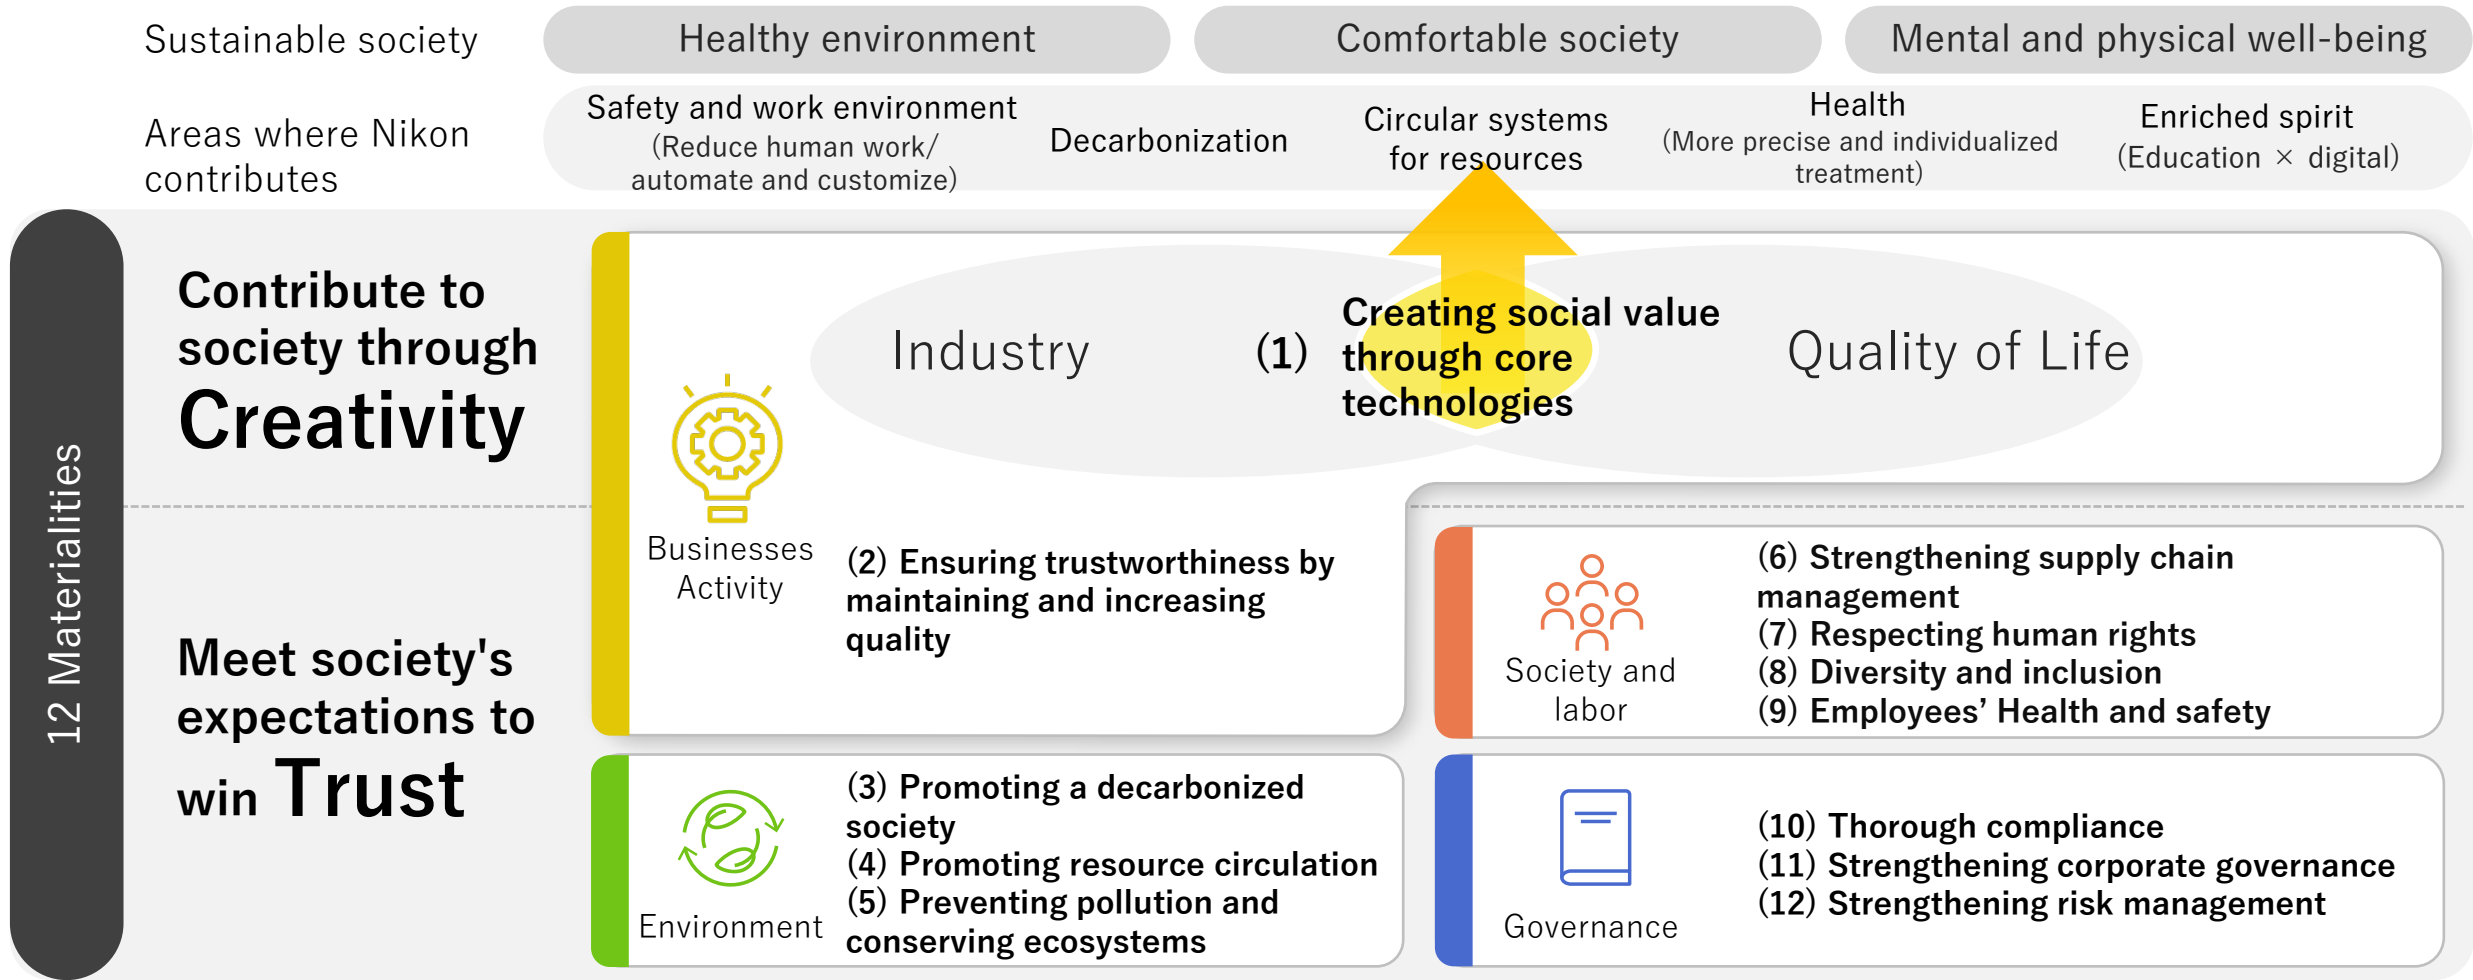 Sustainable society
Healthy environment
Comfortable society
Mental and physical well-being
Areas where Nikon
contributes
Safety and work environment
(Reduce human work/
automate and customize)
Decarbonization
Circular systems
for resources
Health
(More precise and individualized
treatment)
Enriched spirit
(Education × digital)
12 Materialities
Contribute to
society through
Creativity
Industry
(1)
Creating social value
through core
technologies
Quality of Life
Businesses
Activity
(2) Ensuring trustworthiness by
maintaining and increasing
quality
Meet society's
expectations to
win Trust
Society and
labor
(6) Strengthening supply chain
management
(7) Respecting human rights
(8) Diversity and inclusion
(9) Employees’ Health and safety
Environment
(3) Promoting a decarbonized
society
(4) Promoting resource circulation
(5) Preventing pollution and
conserving ecosystems
Governance
(10) Thorough compliance
(11) Strengthening corporate governance
(12) Strengthening risk management